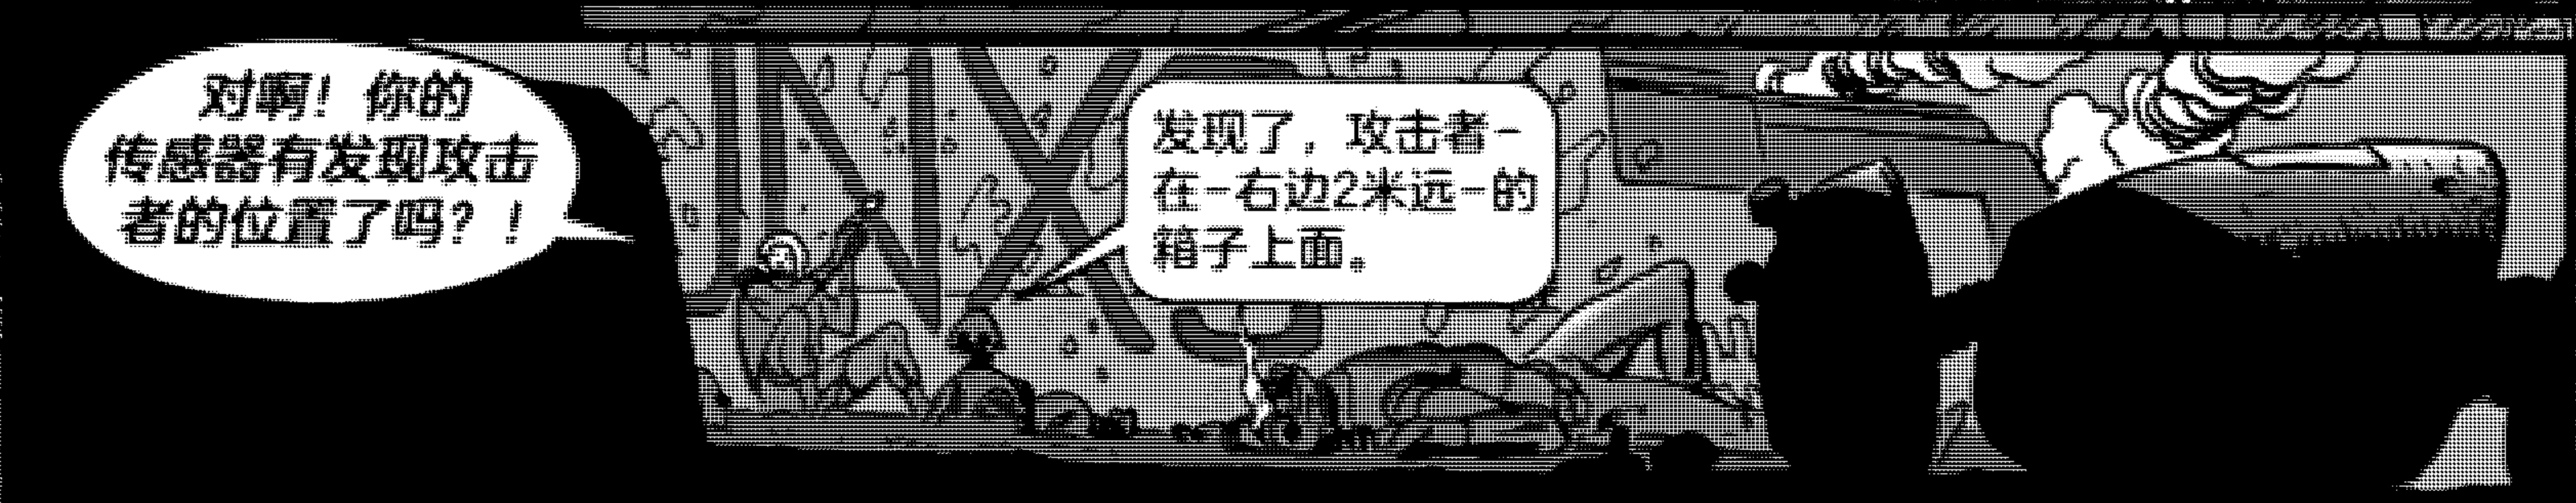 对啊！你的
传感器有发现攻击
者的位置了吗？！
发现了，攻击者-
在-右边2米远-的
箱子上面。